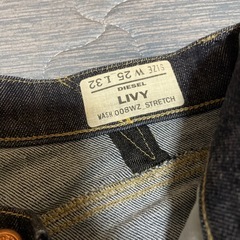 SIZE W 25 L 32
DIESEL
LIVY
WASH.008WZ_STRETCH